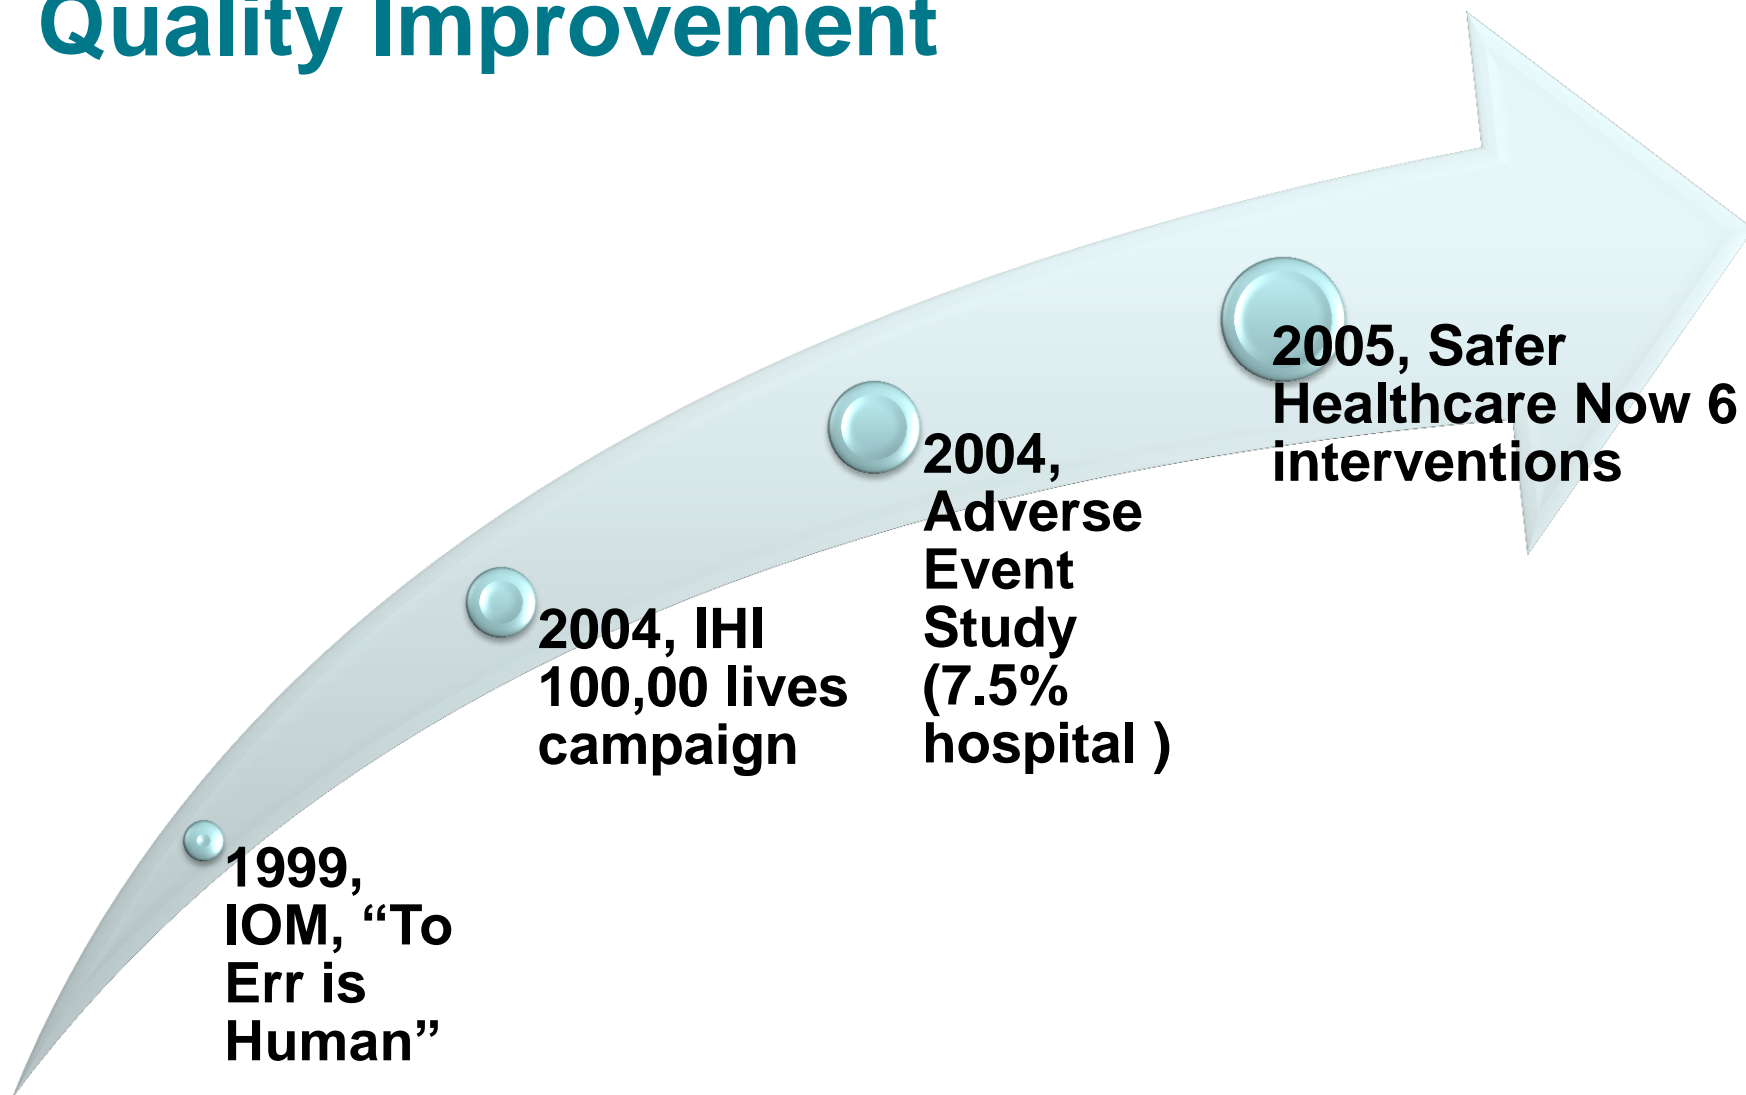 Quality Improvement
1999,
IOM, “To
Err is
Human”
2004, IHI
100,00 lives
campaign
2004,
Adverse
Event
Study
(7.5%
hospital )
2005, Safer
Healthcare Now 6
interventions